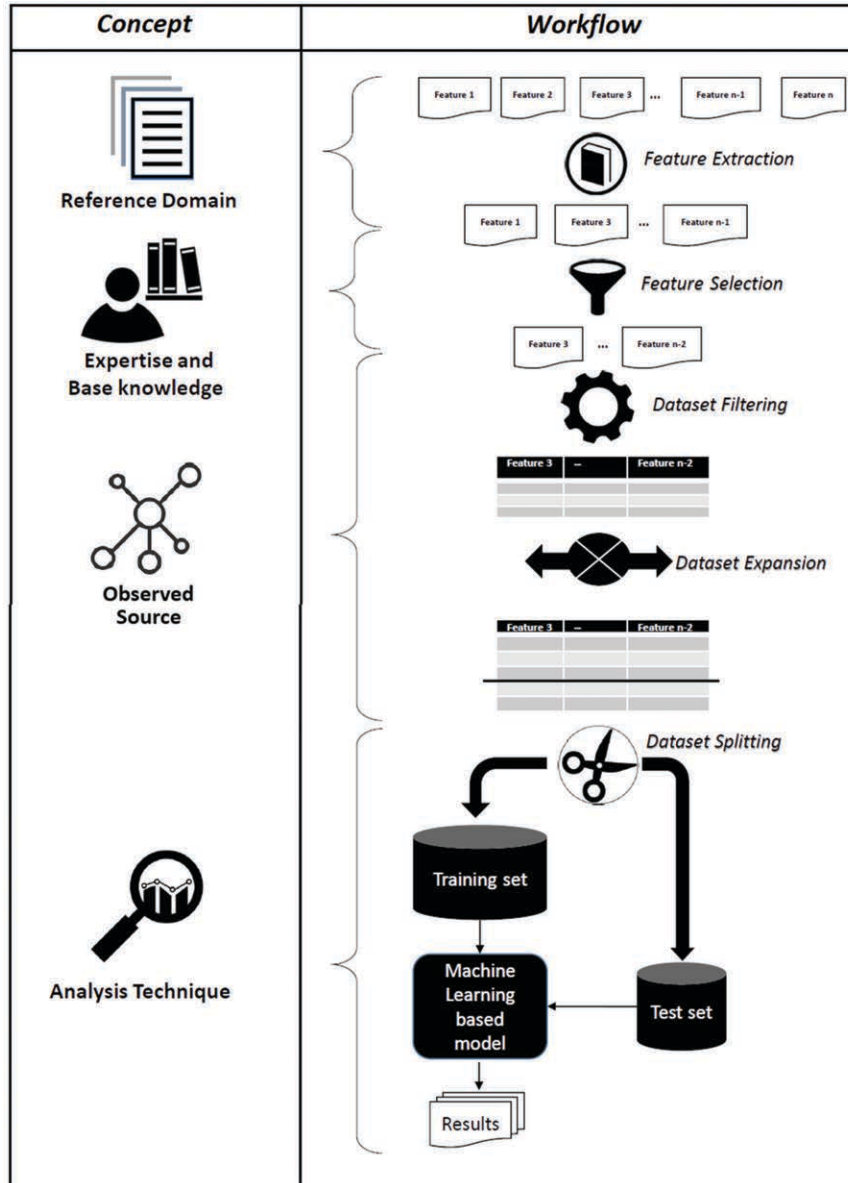 Concept
Workflow
Feature 1
Feature 2
Feature 3
...
Feature n-1
Feature n
Feature Extraction
Reference Domain
Feature 1
Feature 3
...
Feature n-1
Feature Selection
Expertise and
Base knowledge
Feature 3
...
Feature n-2
Dataset Filtering
Feature 3
...
Feature n-2
Observed
Source
Dataset Expansion
Feature 3
...
Feature n-2
Dataset Splitting
Training set
Analysis Technique
Machine
Learning
based
model
Test set
Results